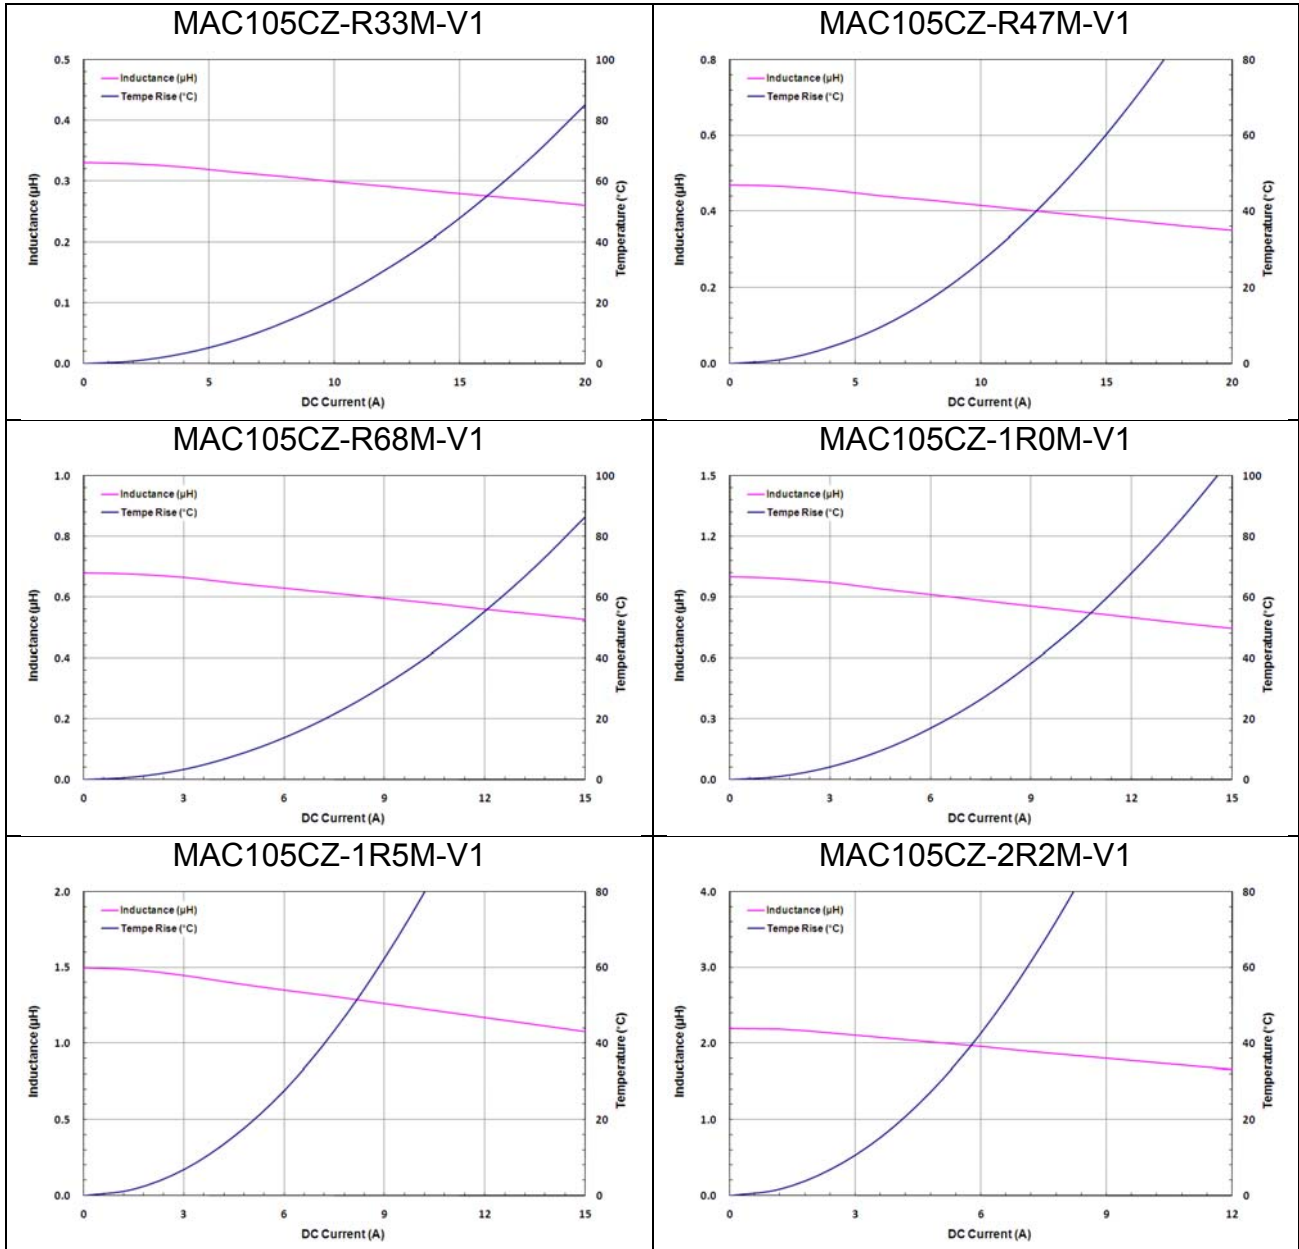 MAC105CZ-R33M-V1
0.5
0.4
0.3
0.2
0.1
0.0
Inductance (µH)
Inductance (µH)
Tempe Rise (°C)
100
80
60
40
20
0
Temperature (°C)
0 5 10 15 20
DC Current (A)
MAC105CZ-R47M-V1
0.8
0.6
0.4
0.2
0.0
Inductance (µH)
Inductance (µH)
Tempe Rise (°C)
80
60
40
20
0
Temperature (°C)
0 5 10 15 20
DC Current (A)
MAC105CZ-R68M-V1
1.0
0.8
0.6
0.4
0.2
0.0
Inductance (µH)
Inductance (µH)
Tempe Rise (°C)
100
80
60
40
20
0
Temperature (°C)
0 3 6 9 12 15
DC Current (A)
MAC105CZ-1R0M-V1
1.5
1.2
0.9
0.6
0.3
0.0
Inductance (µH)
Inductance (µH)
Tempe Rise (°C)
100
80
60
40
20
0
Temperature (°C)
0 3 6 9 12 15
DC Current (A)
MAC105CZ-1R5M-V1
2.0
1.5
1.0
0.5
0.0
Inductance (µH)
Inductance (µH)
Tempe Rise (°C)
80
60
40
20
0
Temperature (°C)
0 3 6 9 12 15
DC Current (A)
MAC105CZ-2R2M-V1
4.0
3.0
2.0
1.0
0.0
Inductance (µH)
Inductance (µH)
Tempe Rise (°C)
80
60
40
20
0
Temperature (°C)
0 3 6 9 12
DC Current (A)